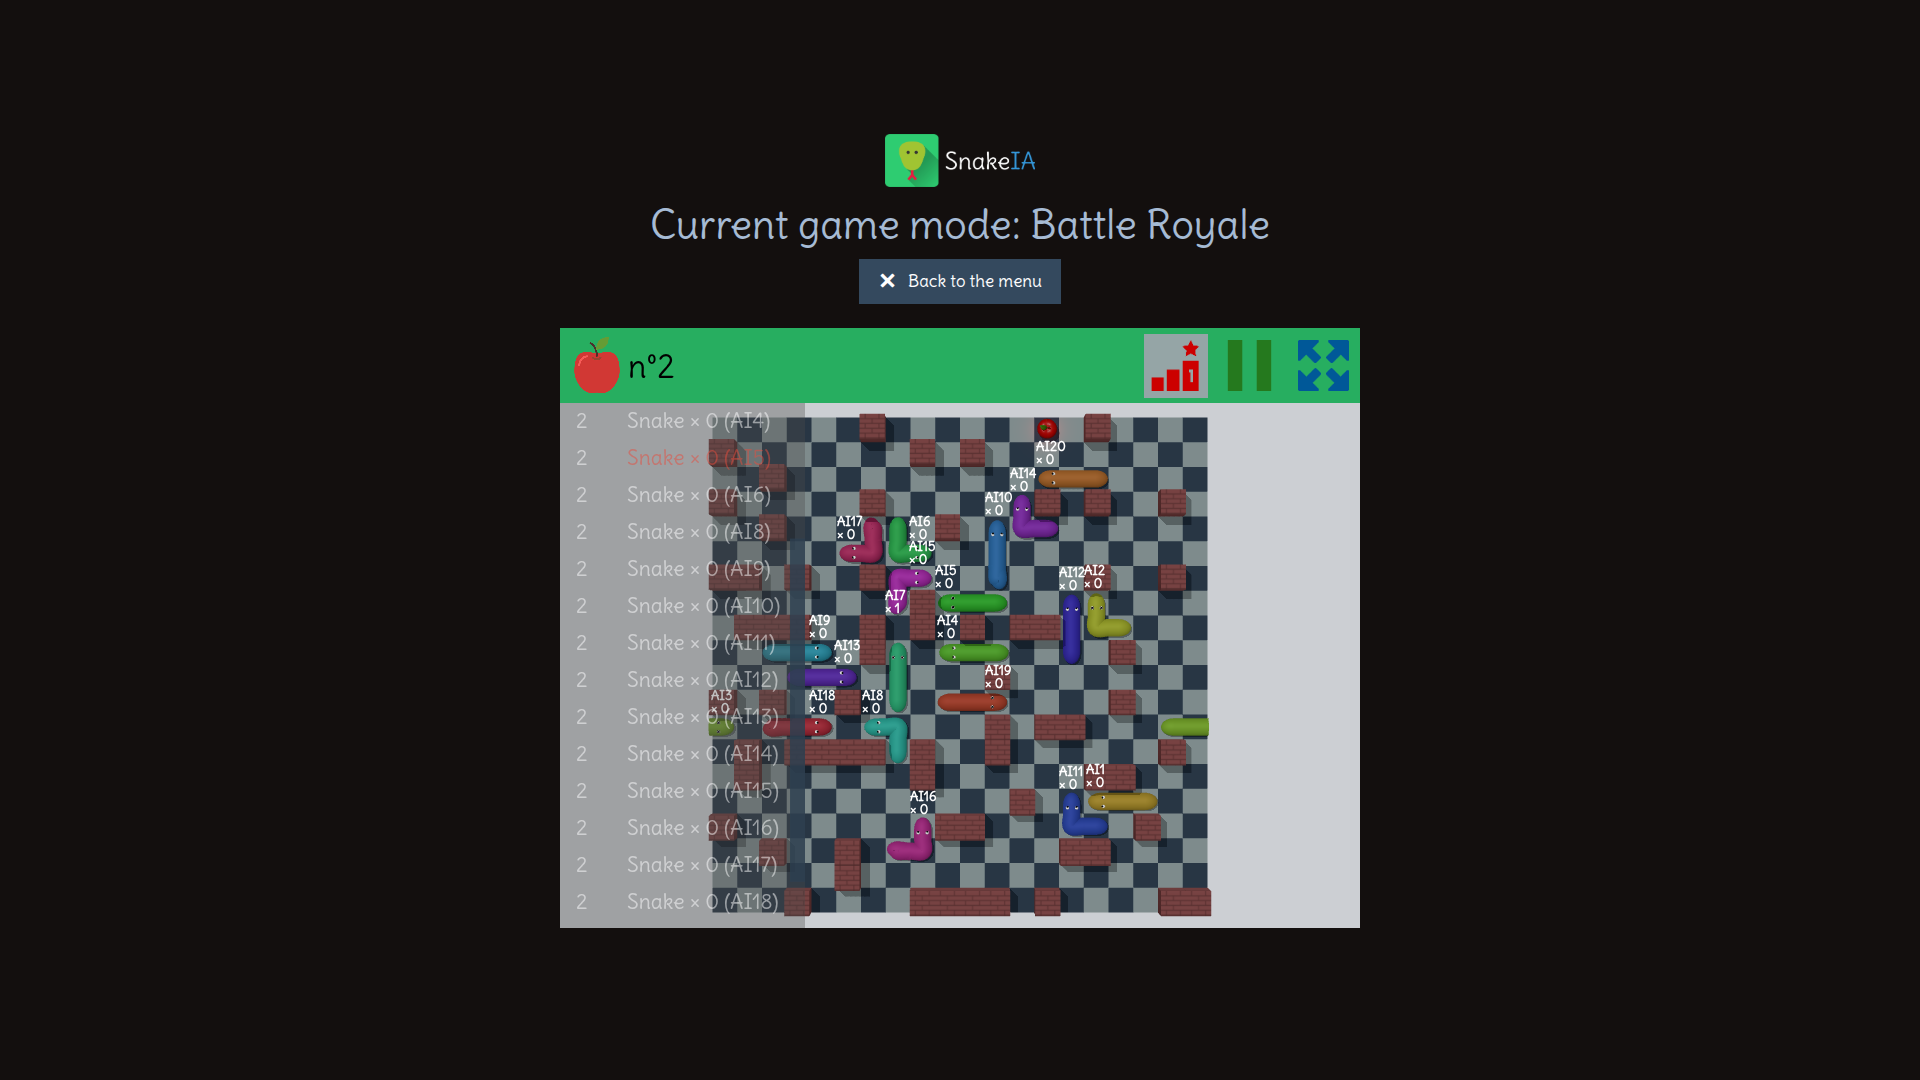 SnakeIA
Current game mode: Battle Royale
Back to the menu
n°2
1
2 Snake × 0 (AI4)
2 Snake × 0 (AI5)
2 Snake × 0 (AI6)
2 Snake × 0 (AI8)
2 Snake × 0 (AI9)
2 Snake × 0 (AI10)
2 Snake × 0 (AI11)
2 Snake × 0 (AI12)
2 Snake × 0 (AI13)
2 Snake × 0 (AI14)
2 Snake × 0 (AI15)
2 Snake × 0 (AI16)
2 Snake × 0 (AI17)
2 Snake × 0 (AI18)
AI20
× 0
AI14
× 0
AI10
× 0
AI17
× 0
AI6
× 0
AI15
× 0
AI5
× 0
AI12
× 0
AI2
× 0
AI7
× 1
AI9
× 0
AI4
× 0
AI13
× 0
AI19
× 0
AI3
× 0
AI18
× 0
AI8
× 0
AI11
× 0
AI1
× 0
AI16
× 0